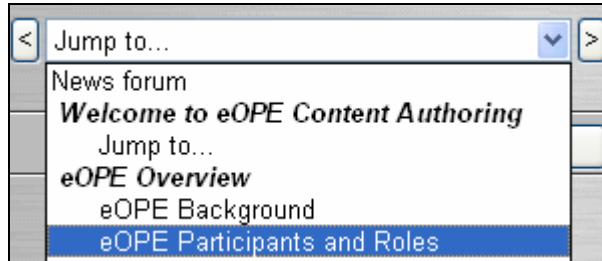 < Jump to... >
News forum
Welcome to eOPE Content Authoring
Jump to...
eOPE Overview
eOPE Background
eOPE Participants and Roles